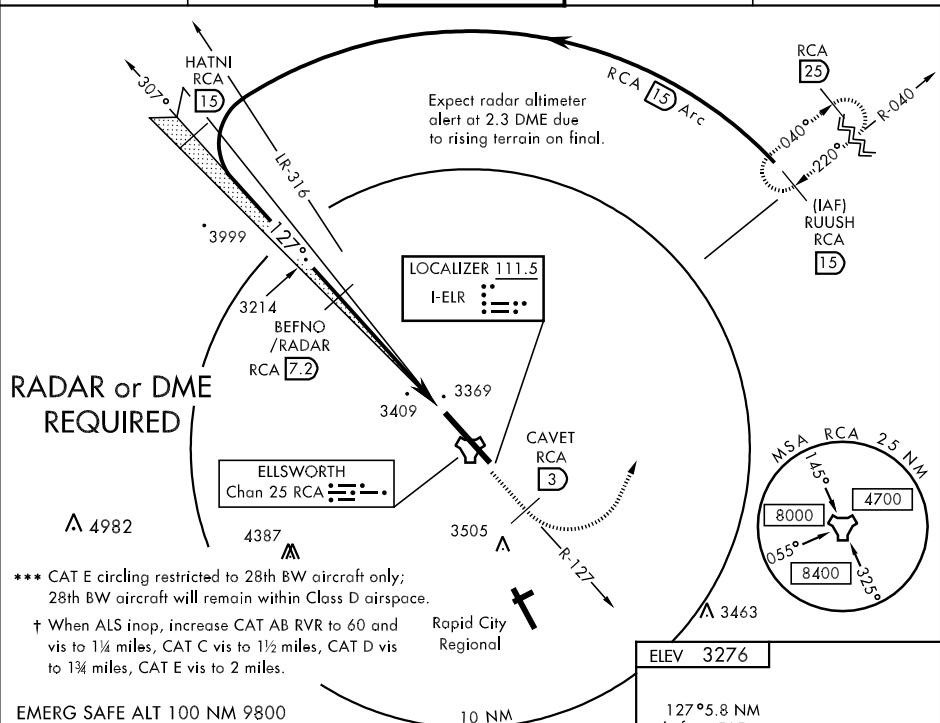 HATNI
RCA
15
307°
LR-316
127°
RCA 15 Arc
Expect radar altimeter
alert at 2.3 DME due
to rising terrain on final.
RCA
25
R-040
040°
220°
(IAF)
RUUSH
RCA
15
3999
3214
BEFNO
/RADAR
RCA 7.2
LOCALIZER 111.5
I-ELR
RADAR or DME
REQUIRED
3409
3369
ELLSWORTH
Chan 25 RCA
CAVET
RCA
3
MSA RCA 25 NM
145°
4700
8000
055°
8400
325°
4982
4387
3505
R-127
3463
*** CAT E circling restricted to 28th BW aircraft only;
28th BW aircraft will remain within Class D airspace.
† When ALS inop, increase CAT AB RVR to 60 and
vis to 1¼ miles, CAT C vis to 1½ miles, CAT D vis
to 1¾ miles, CAT E vis to 2 miles.
Rapid City
Regional
EMERG SAFE ALT 100 NM 9800
10 NM
ELEV 3276
127° 5.8 NM